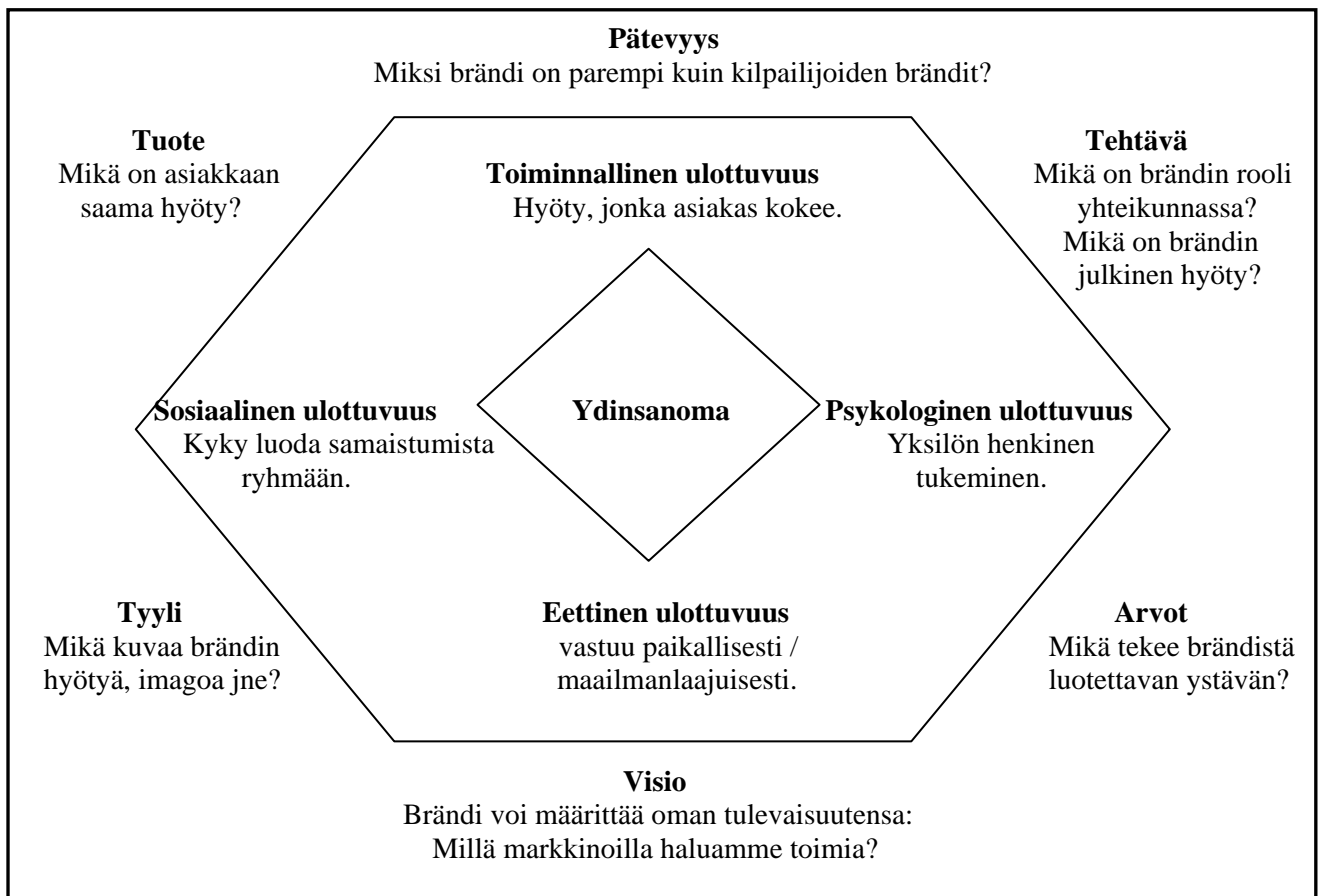 Pätevyys
Miksi brändi on parempi kuin kilpailijoiden brändit?
Tuote
Mikä on asiakkaan
saama hyöty?
Toiminnallinen ulottuvuus
Hyöty, jonka asiakas kokee.
Tehtävä
Mikä on brändin rooli
yhteikunnassa?
Mikä on brändin
julkinen hyöty?
Sosiaalinen ulottuvuus
Kyky luoda samaistumista
ryhmään.
Ydinsanoma
Psykologinen ulottuvuus
Yksilön henkinen
tukeminen.
Tyyli
Mikä kuvaa brändin
hyötyä, imagoa jne?
Eettinen ulottuvuus
vastuu paikallisesti /
maailmanlaajuisesti.
Arvot
Mikä tekee brändistä
luotettavan ystävän?
Visio
Brändi voi määrittää oman tulevaisuutensa:
Millä markkinoilla haluamme toimia?